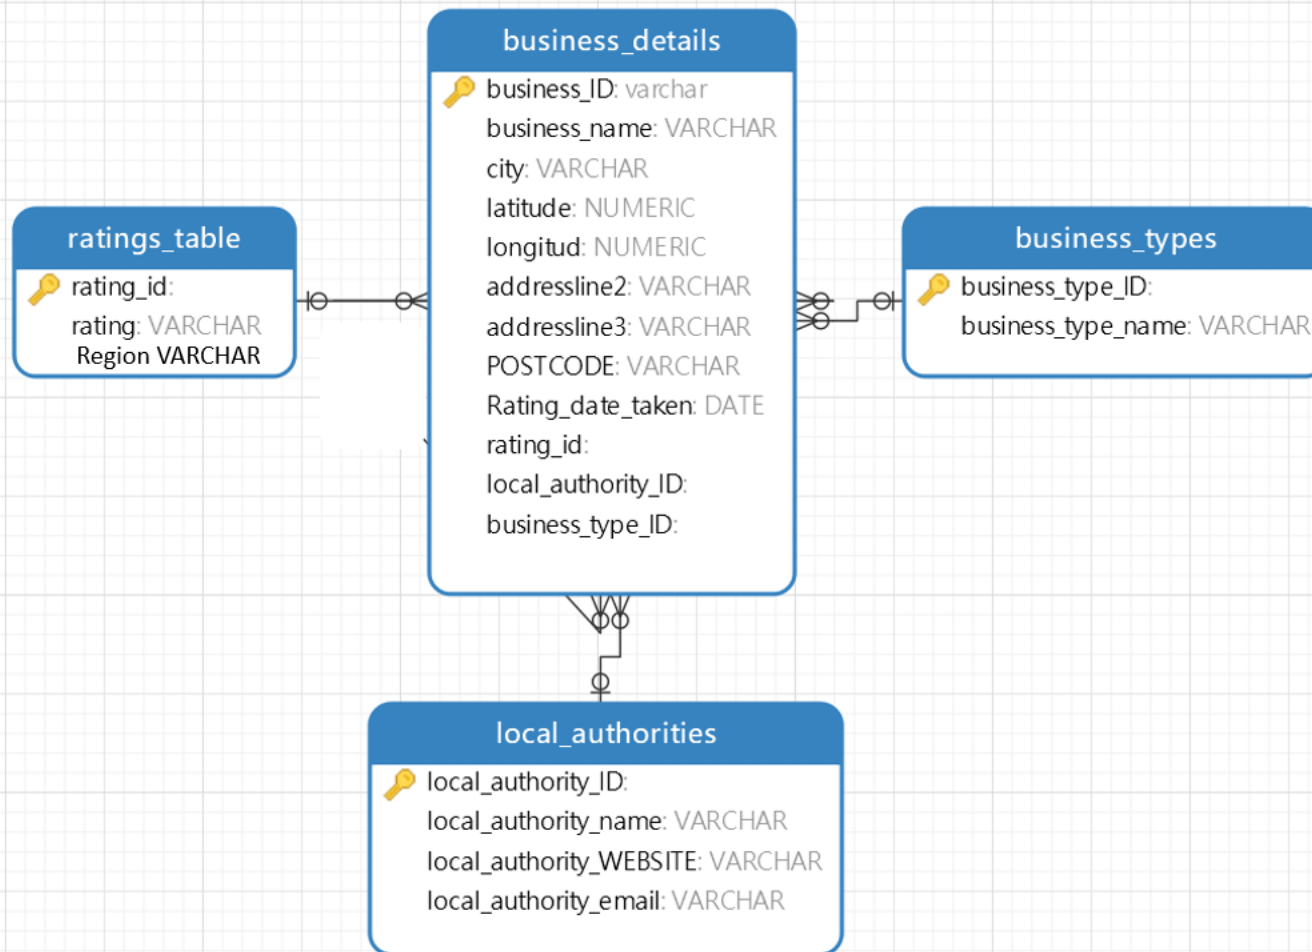 business_details
business_ID: varchar
business_name: VARCHAR
city: VARCHAR
latitude: NUMERIC
longitud: NUMERIC
addressline2: VARCHAR
addressline3: VARCHAR
POSTCODE: VARCHAR
Rating_date_taken: DATE
rating_id:
local_authority_ID:
business_type_ID:
ratings_table
rating_id:
rating: VARCHAR
Region VARCHAR
business_types
business_type_ID:
business_type_name: VARCHAR
local_authorities
local_authority_ID:
local_authority_name: VARCHAR
local_authority_WEBSITE: VARCHAR
local_authority_email: VARCHAR